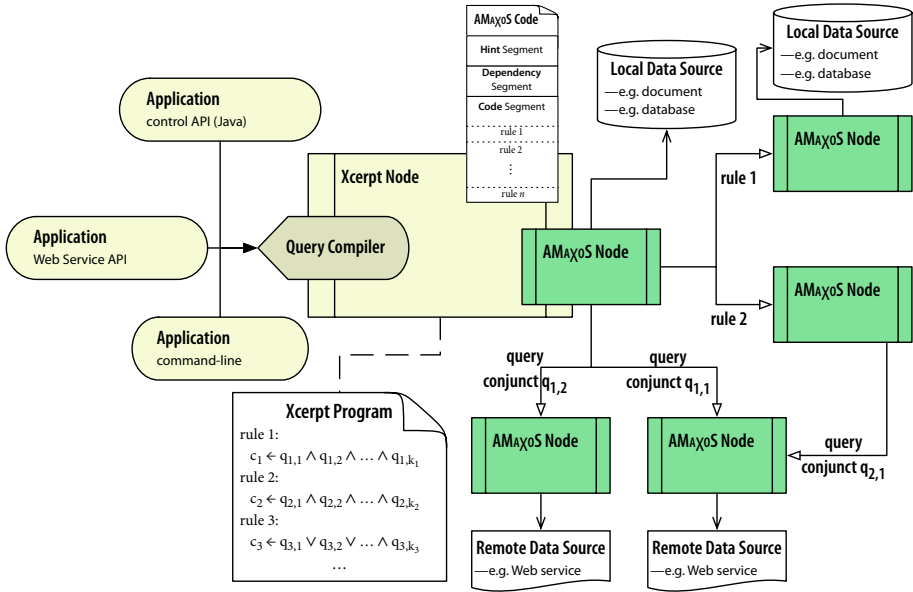 AMAχOS Code
Hint Segment
Dependency
Segment
Code Segment
rule 1
rule 2
⋮
rule n
Local Data Source
—e.g. document
—e.g. database
Local Data Source
—e.g. document
—e.g. database
Application
control API (Java)
Application
Web Service API
Application
command-line
Xcerpt Node
Query Compiler
AMAχOS Node
rule 1
AMAχOS Node
rule 2
AMAχOS Node
query
conjunct q1,2
query
conjunct q1,1
AMAχOS Node
AMAχOS Node
query
conjunct q2,1
Remote Data Source
—e.g. Web service
Remote Data Source
—e.g. Web service
Xcerpt Program
rule 1:
c1 ← q1,1 ∧ q1,2 ∧ … ∧ q1,k1
rule 2:
c2 ← q2,1 ∧ q2,2 ∧ … ∧ q2,k2
rule 3:
c3 ← q3,1 ∨ q3,2 ∨ … ∧ q3,k3
…